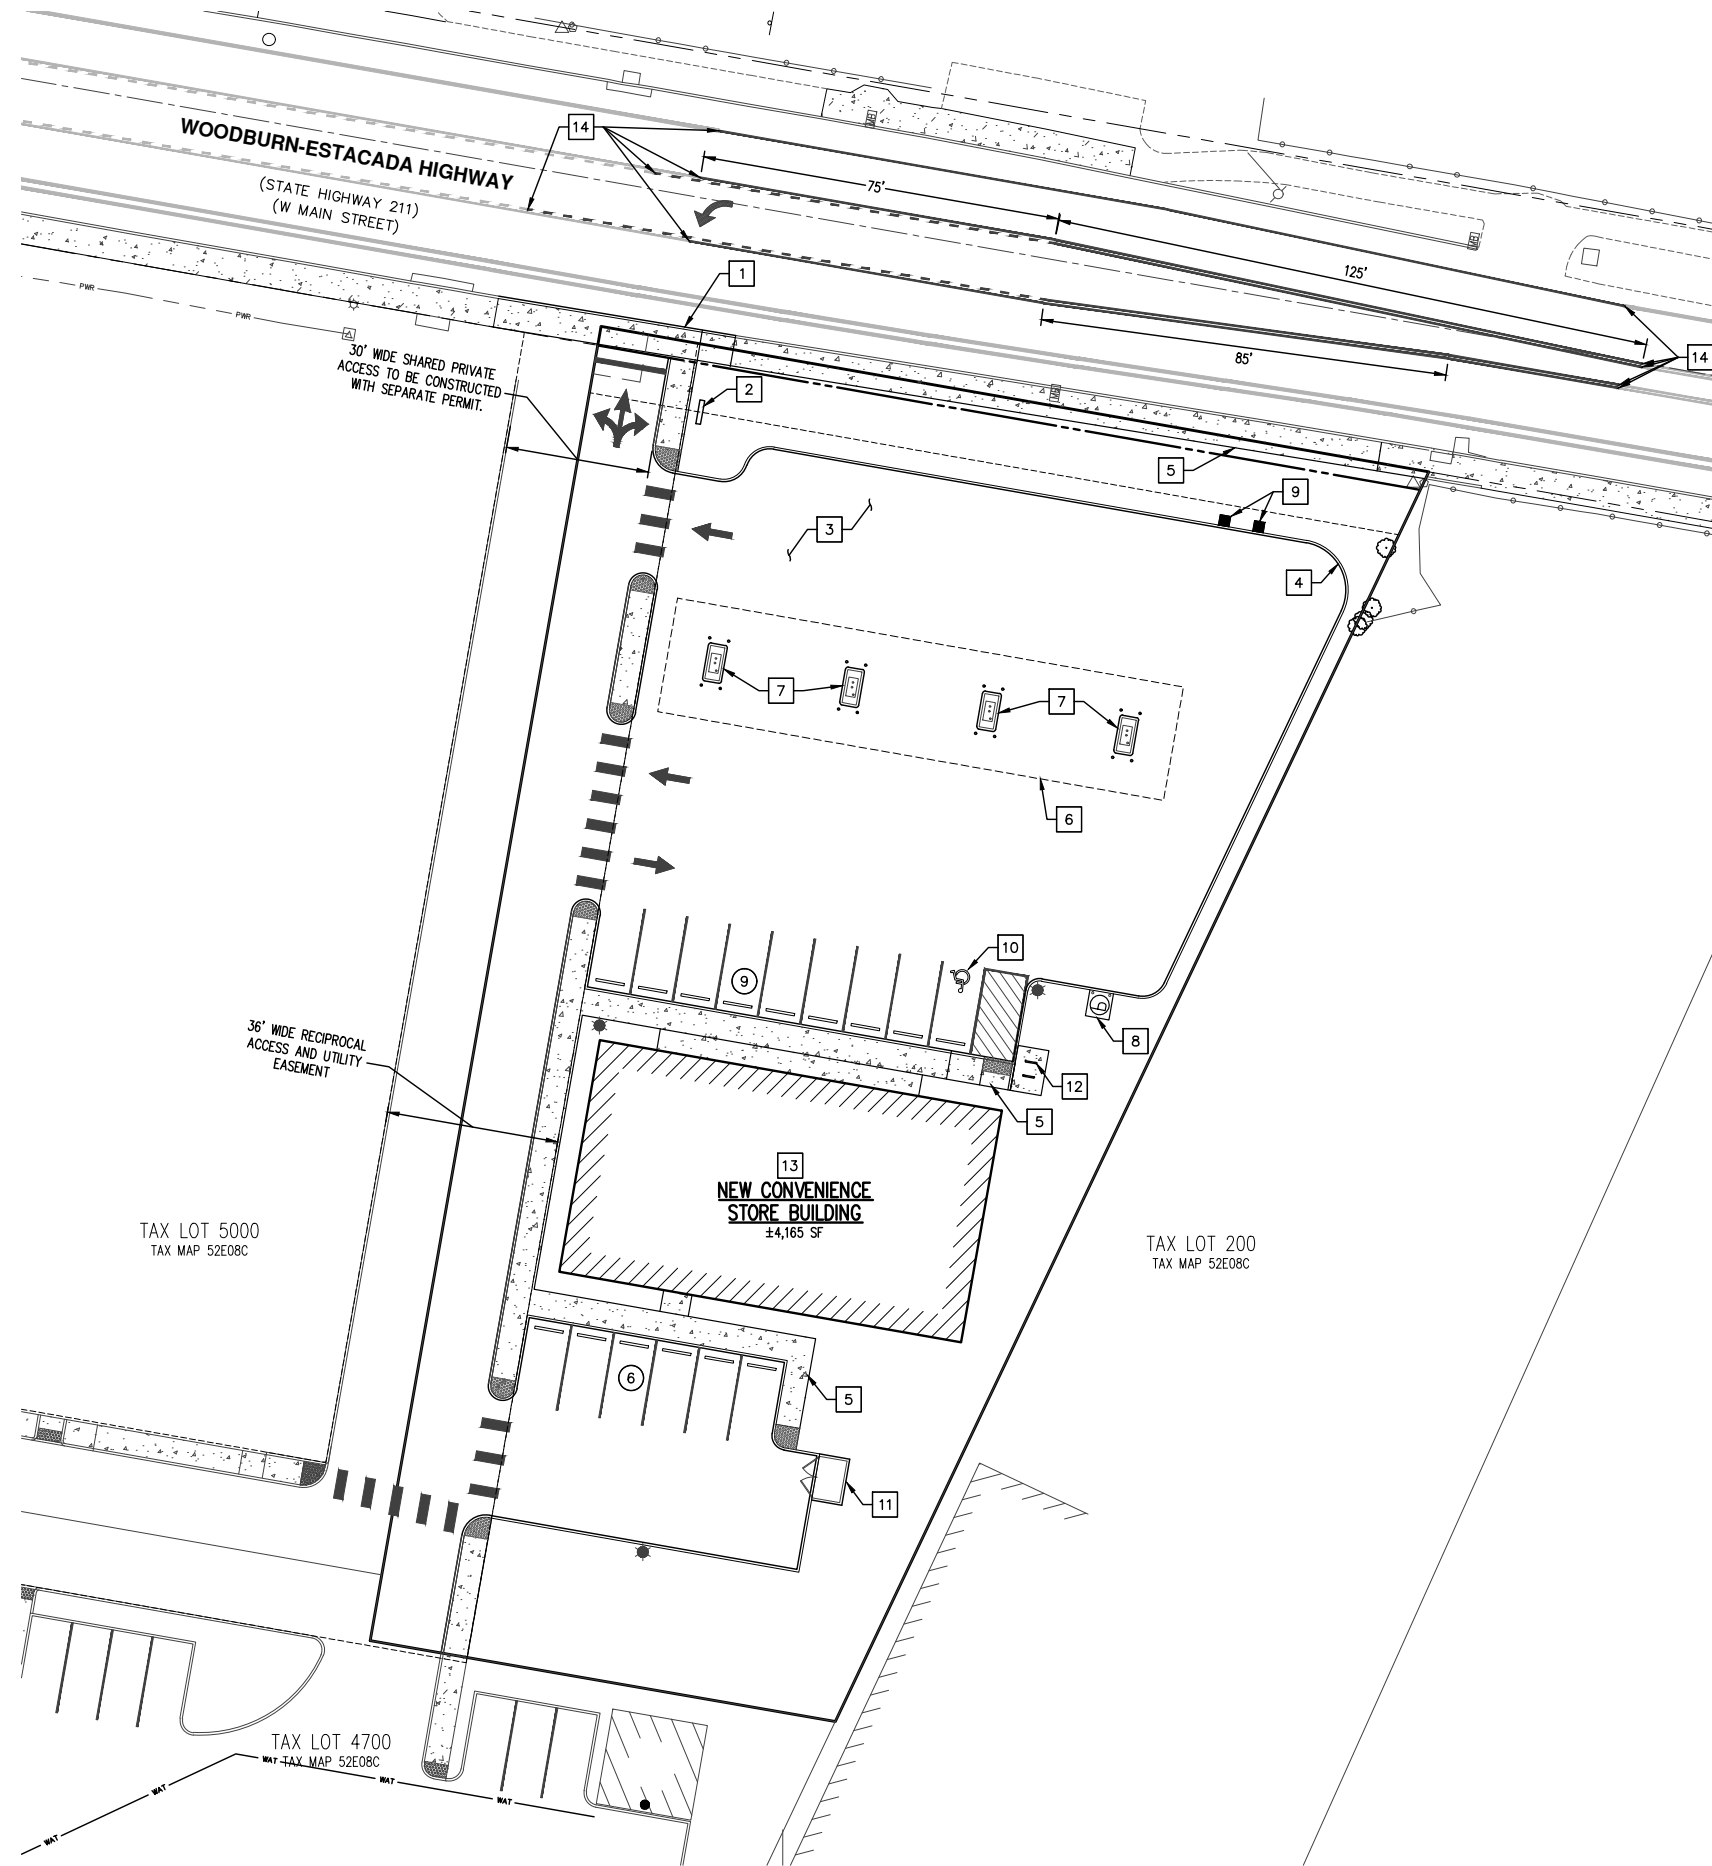 WOODBURN-ESTACADA HIGHWAY
(STATE HIGHWAY 211)
(W MAIN STREET)
14
75'
125'
85'
14
1
PWR
PWR
30' WIDE SHARED PRIVATE
ACCESS TO BE CONSTRUCTED
WITH SEPARATE PERMIT.
2
5
9
3
4
7
7
6
10
9
8
12
5
36' WIDE RECIPROCAL
ACCESS AND UTILITY
EASEMENT
13
NEW CONVENIENCE
STORE BUILDING
±4,165 SF
TAX LOT 5000
TAX MAP 52E08C
TAX LOT 200
TAX MAP 52E08C
6
5
11
TAX LOT 4700
TAX MAP 52E08C
WAT
WAT
WAT
WAT
WAT